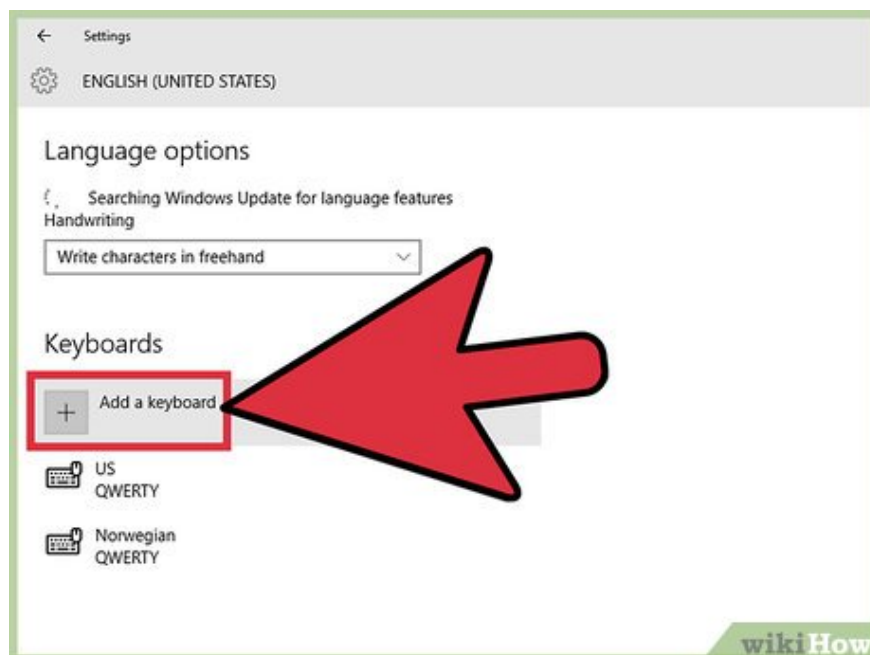 Settings
ENGLISH (UNITED STATES)
Language options
Searching Windows Update for language features
Handwriting
Write characters in freehand
Keyboards
Add a keyboard
US
QWERTY
Norwegian
QWERTY
wikiHow